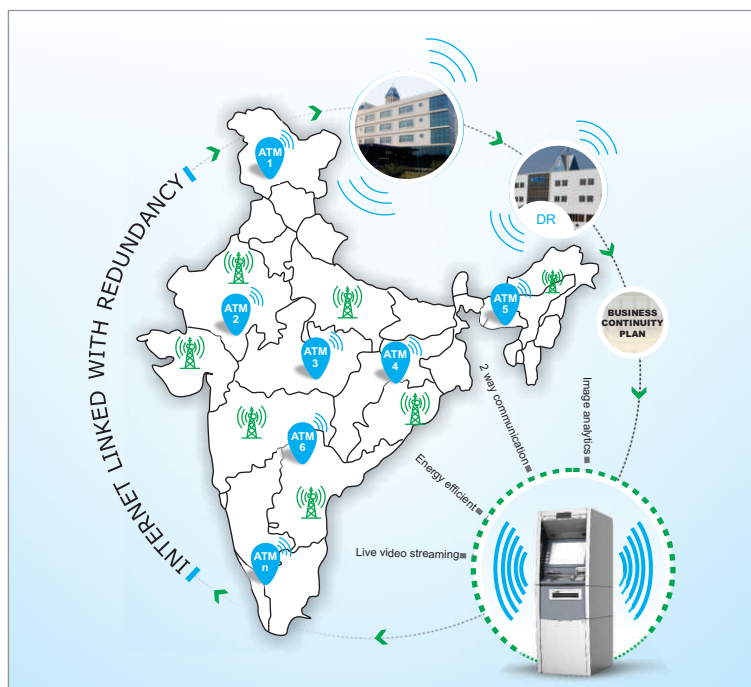 INTERNET LINKED WITH REDUNDANCY
ATM
1
ATM
2
ATM
3
ATM
4
ATM
5
ATM
6
ATM
n
DR
BUSINESS
CONTINUITY
PLAN
Image analytics
2 way communication
Energy efficient
Live video streaming